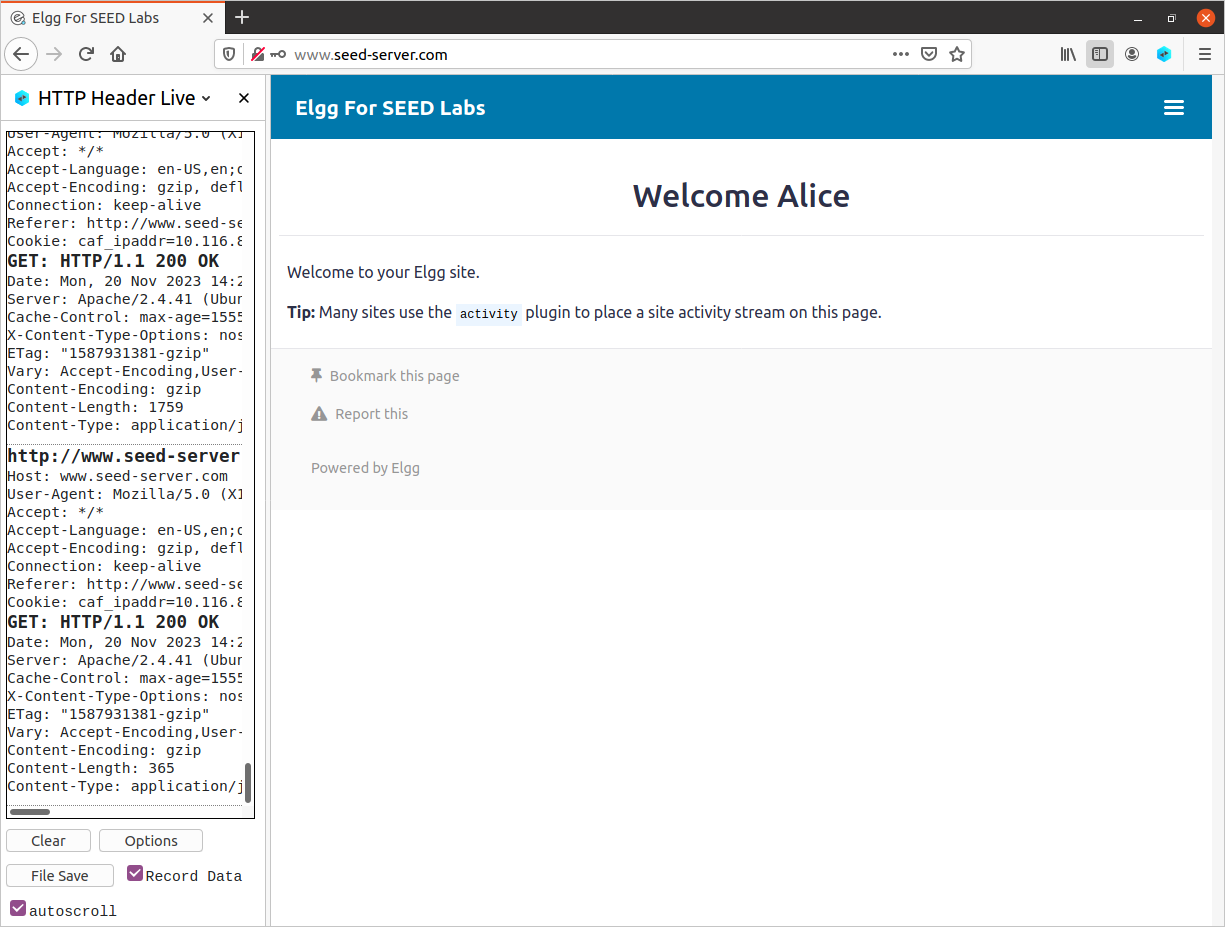 Elgg For SEED Labs
www.seed-server.com
HTTP Header Live
User-Agent: Mozilla/5.0 (X1
Accept: */*
Accept-Language: en-US,en;q
Accept-Encoding: gzip, defl
Connection: keep-alive
Referer: http://www.seed-se
Cookie: caf_ipaddr=10.116.8
GET: HTTP/1.1 200 OK
Date: Mon, 20 Nov 2023 14:2
Server: Apache/2.4.41 (Ubun
Cache-Control: max-age=1555
X-Content-Type-Options: nos
ETag: "1587931381-gzip"
Vary: Accept-Encoding,User-
Content-Encoding: gzip
Content-Length: 1759
Content-Type: application/j
http://www.seed-server
Host: www.seed-server.com
User-Agent: Mozilla/5.0 (X1
Accept: */*
Accept-Language: en-US,en;q
Accept-Encoding: gzip, defl
Connection: keep-alive
Referer: http://www.seed-se
Cookie: caf_ipaddr=10.116.8
GET: HTTP/1.1 200 OK
Date: Mon, 20 Nov 2023 14:2
Server: Apache/2.4.41 (Ubun
Cache-Control: max-age=1555
X-Content-Type-Options: nos
ETag: "1587931381-gzip"
Vary: Accept-Encoding,User-
Content-Encoding: gzip
Content-Length: 365
Content-Type: application/j
Clear Options
File Save Record Data
autoscroll
Elgg For SEED Labs
Welcome Alice
Welcome to your Elgg site.
Tip: Many sites use the activity plugin to place a site activity stream on this page.
Bookmark this page
Report this
Powered by Elgg